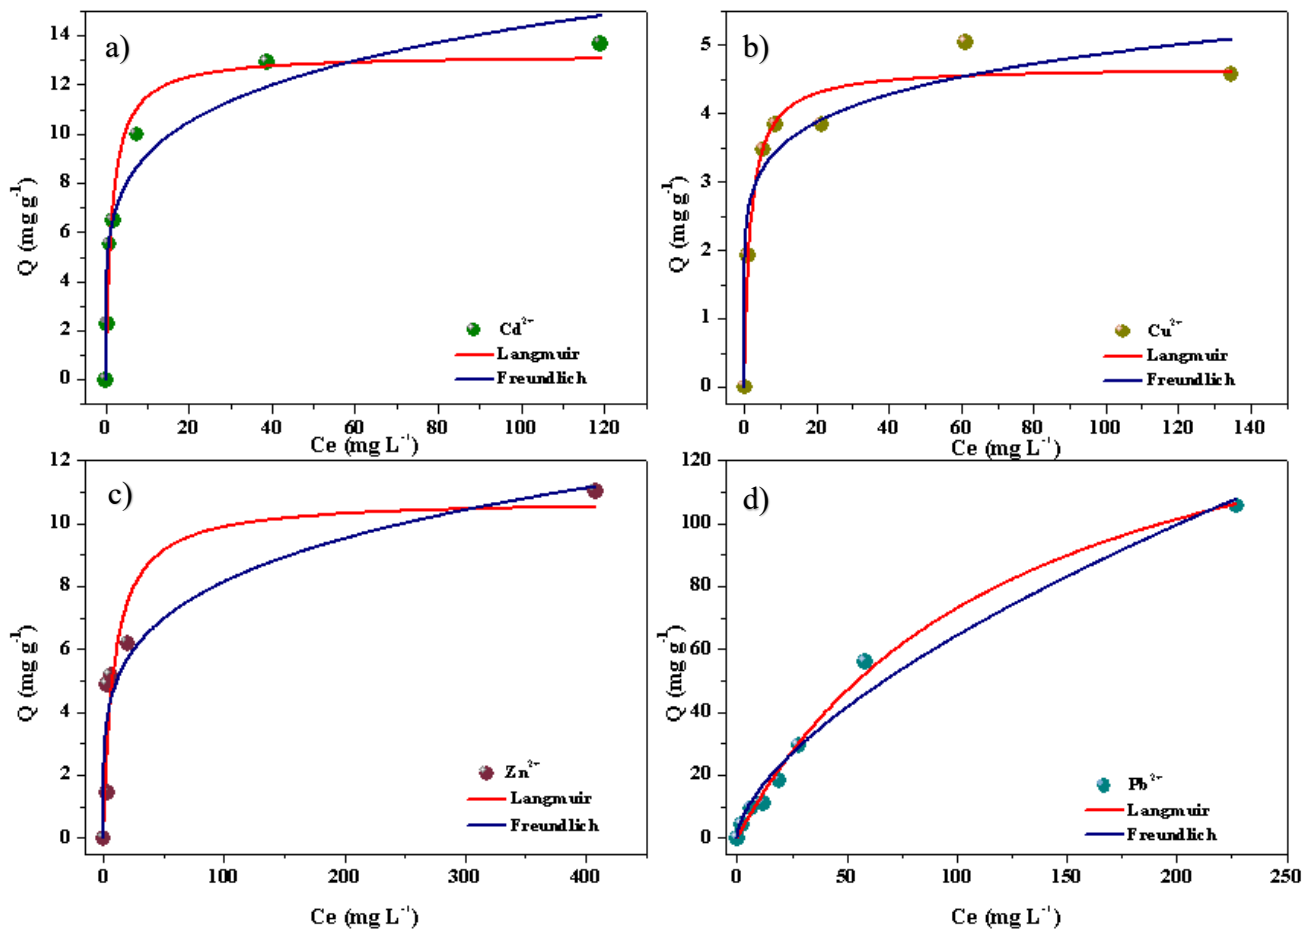 a)
14
12
10
8
6
4
2
0
Q (mg g⁻¹)
Cd²⁺
Langmuir
Freundlich
0 20 40 60 80 100 120
Ce (mg L⁻¹)
b)
5
4
3
2
1
0
Q (mg g⁻¹)
Cu²⁺
Langmuir
Freundlich
0 20 40 60 80 100 120 140
Ce (mg L⁻¹)
c)
12
10
8
6
4
2
0
Q (mg g⁻¹)
Zn²⁺
Langmuir
Freundlich
0 100 200 300 400
Ce (mg L⁻¹)
d)
120
100
80
60
40
20
0
Q (mg g⁻¹)
Pb²⁺
Langmuir
Freundlich
0 50 100 150 200 250
Ce (mg L⁻¹)